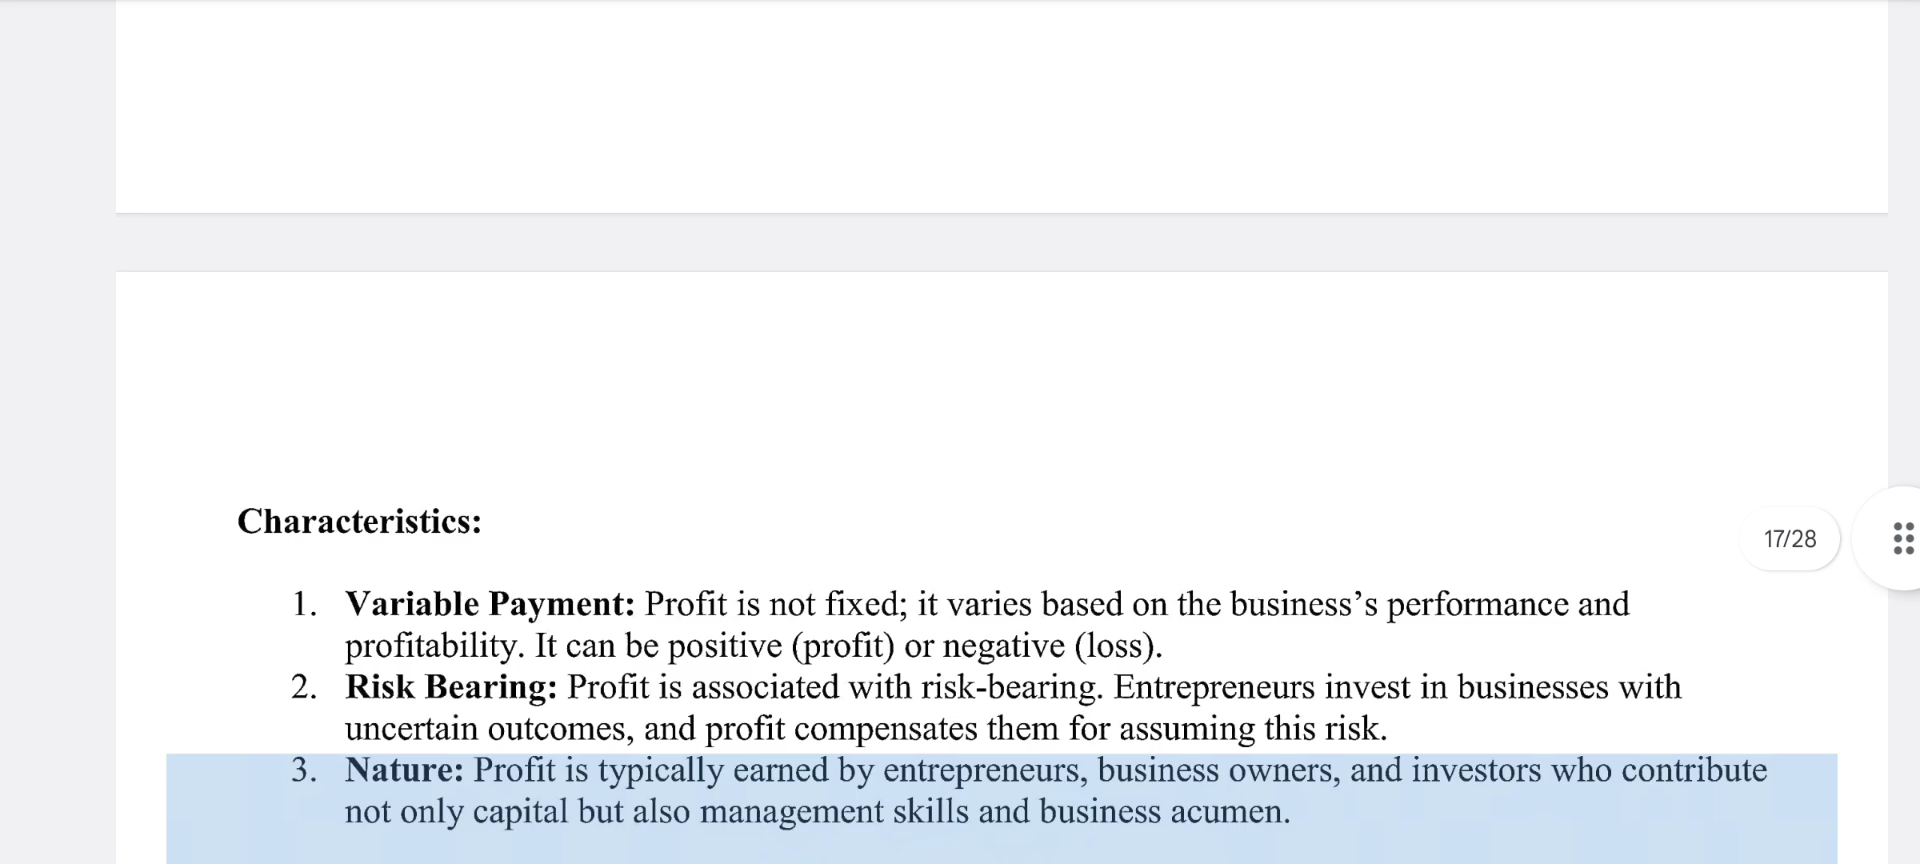 Characteristics:
17/28
1. Variable Payment: Profit is not fixed; it varies based on the business’s performance and
profitability. It can be positive (profit) or negative (loss).
2. Risk Bearing: Profit is associated with risk-bearing. Entrepreneurs invest in businesses with
uncertain outcomes, and profit compensates them for assuming this risk.
3. Nature: Profit is typically earned by entrepreneurs, business owners, and investors who contribute
not only capital but also management skills and business acumen.